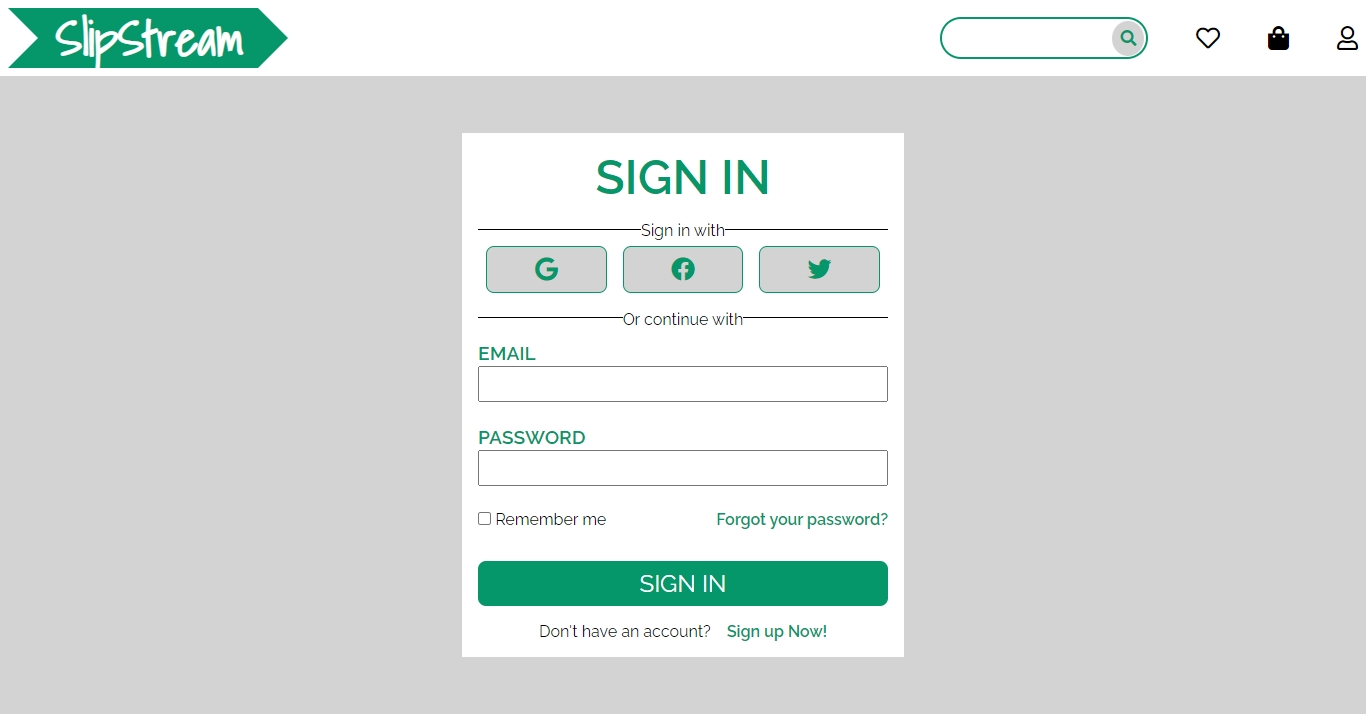 SlipStream
SIGN IN
Sign in with
Or continue with
EMAIL
PASSWORD
Remember me Forgot your password?
SIGN IN
Don't have an account? Sign up Now!